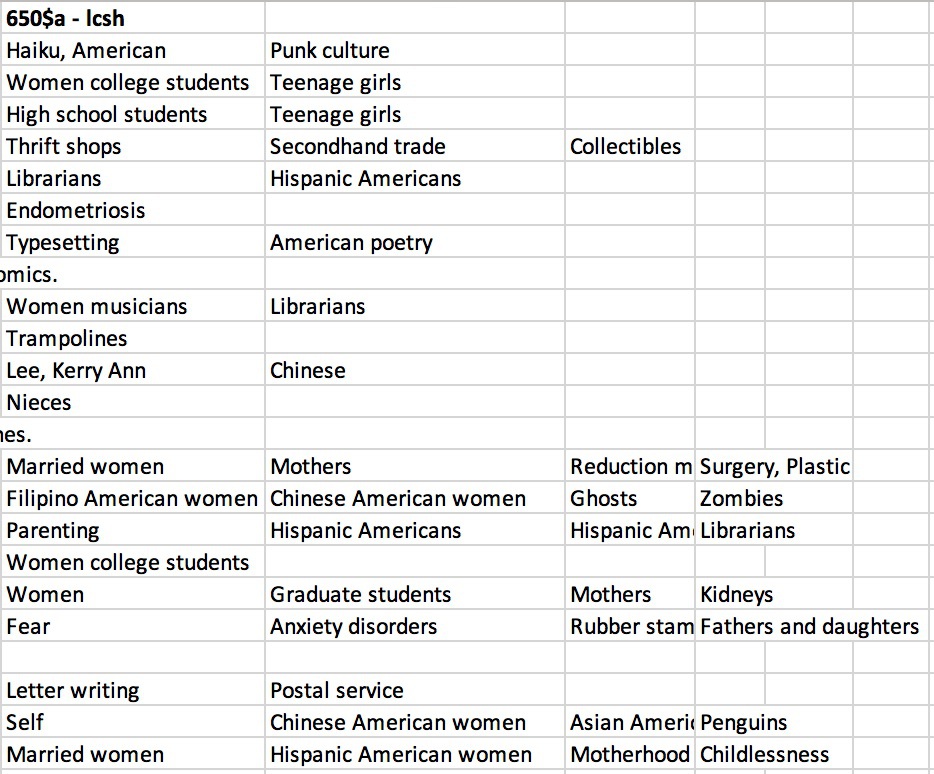 650$a - lcsh
Haiku, American Punk culture
Women college students Teenage girls
High school students Teenage girls
Thrift shops Secondhand trade Collectibles
Librarians Hispanic Americans
Endometriosis
Typesetting American poetry
omics.
Women musicians Librarians
Trampolines
Lee, Kerry Ann Chinese
Nieces
nes.
Married women Mothers Reduction m Surgery, Plastic
Filipino American women Chinese American women Ghosts Zombies
Parenting Hispanic Americans Hispanic Am Librarians
Women college students
Women Graduate students Mothers Kidneys
Fear Anxiety disorders Rubber stam Fathers and daughters
Letter writing Postal service
Self Chinese American women Asian Americ Penguins
Married women Hispanic American women Motherhood Childlessness